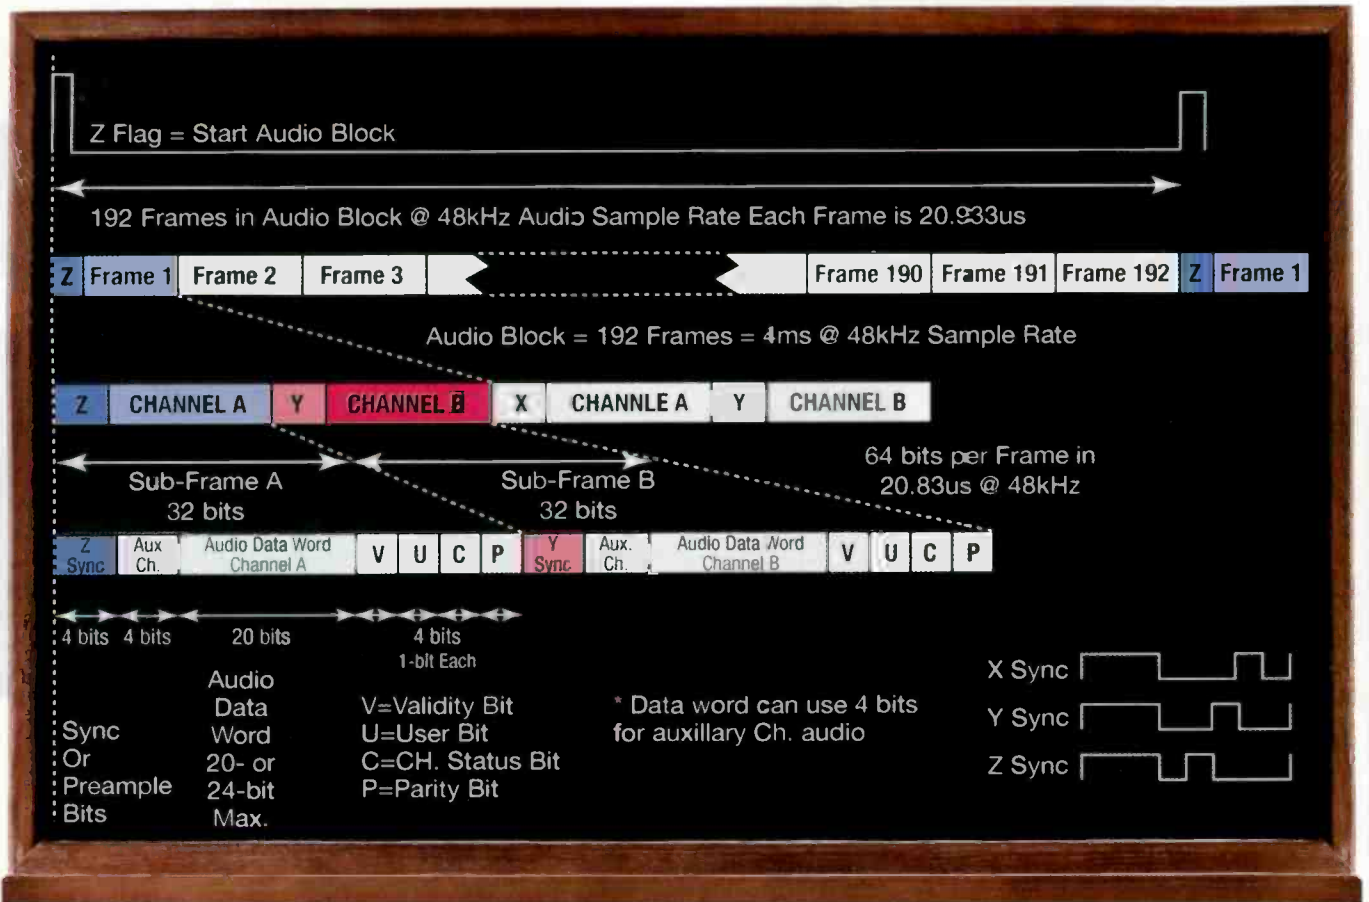 Z Flag = Start Audio Block
192 Frames in Audio Block @ 48kHz Audio Sample Rate Each Frame is 20.933us
Z Frame 1 Frame 2 Frame 3 Frame 190 Frame 191 Frame 192 Z Frame 1
Audio Block = 192 Frames = 4ms @ 48kHz Sample Rate
Z CHANNEL A Y CHANNEL B X CHANNLE A Y CHANNEL B
Sub-Frame A
32 bits
Sub-Frame B
32 bits
64 bits per Frame in
20.83us @ 48kHz
Z
Sync
Aux
Ch.
Audio Data Word
Channel A
V U C P
Y
Sync
Aux.
Ch.
Audio Data Word
Channel B
V U C P
4 bits 4 bits 20 bits 4 bits
1-bit Each
Sync
Or
Preample
Bits
Audio
Data
Word
20- or
24-bit
Max.
V=Validity Bit
U=User Bit
C=CH. Status Bit
P=Parity Bit
* Data word can use 4 bits
for auxillary Ch. audio
X Sync
Y Sync
Z Sync